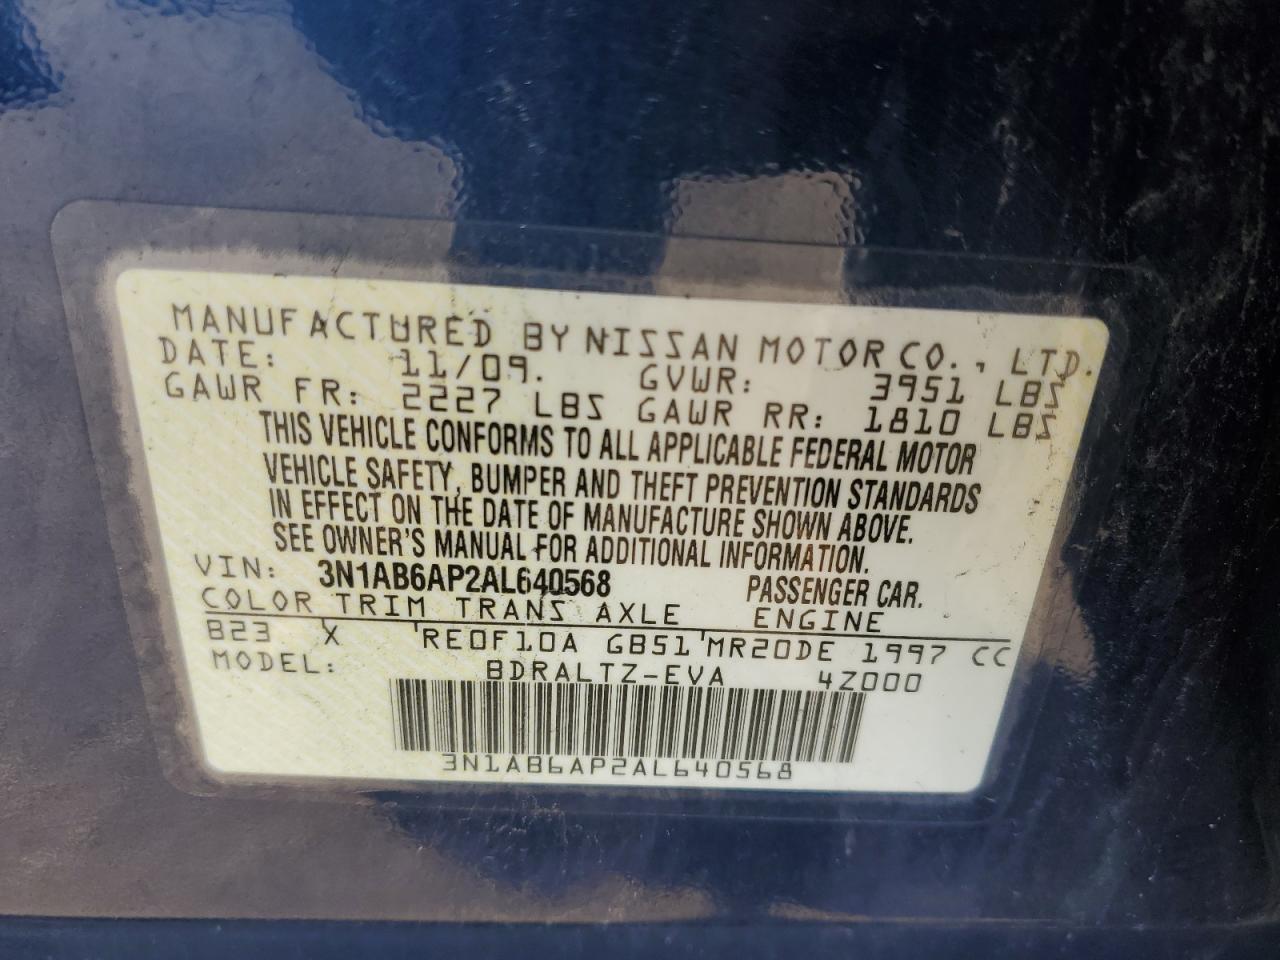 MANUFACTURED BY NISSAN MOTOR CO., LTD.
DATE: 11/09. GVWR: 3951 LBS
GAWR FR: 2227 LBS GAWR RR: 1810 LBS
THIS VEHICLE CONFORMS TO ALL APPLICABLE FEDERAL MOTOR
VEHICLE SAFETY, BUMPER AND THEFT PREVENTION STANDARDS
IN EFFECT ON THE DATE OF MANUFACTURE SHOWN ABOVE.
SEE OWNER'S MANUAL FOR ADDITIONAL INFORMATION.
VIN: 3N1AB6AP2AL640568 PASSENGER CAR.
COLOR TRIM TRANS AXLE ENGINE
B23 X RE0F10A GB51 MR20DE 1997 CC
MODEL: BDRALTZ-EVA 4Z000
3N1AB6AP2AL640568